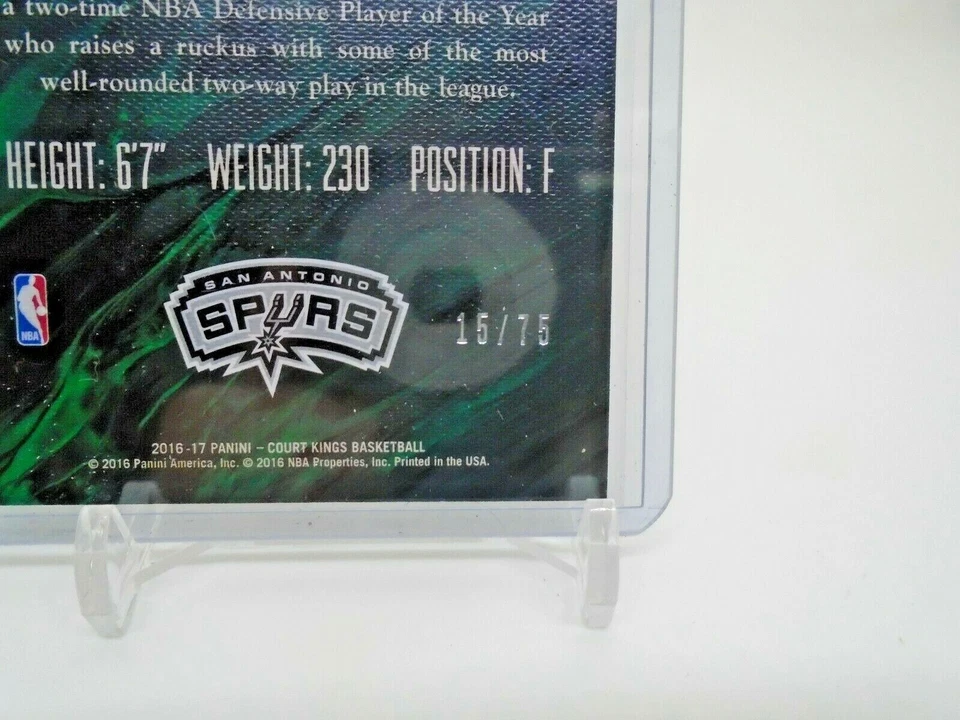 a two-time NBA Defensive Player of the Year
who raises a ruckus with some of the most
well-rounded two-way play in the league.
HEIGHT: 6'7" WEIGHT: 230 POSITION: F
SAN ANTONIO
SPURS
NBA
15/75
2016-17 PANINI – COURT KINGS BASKETBALL
© 2016 Panini America, Inc. © 2016 NBA Properties, Inc. Printed in the USA.